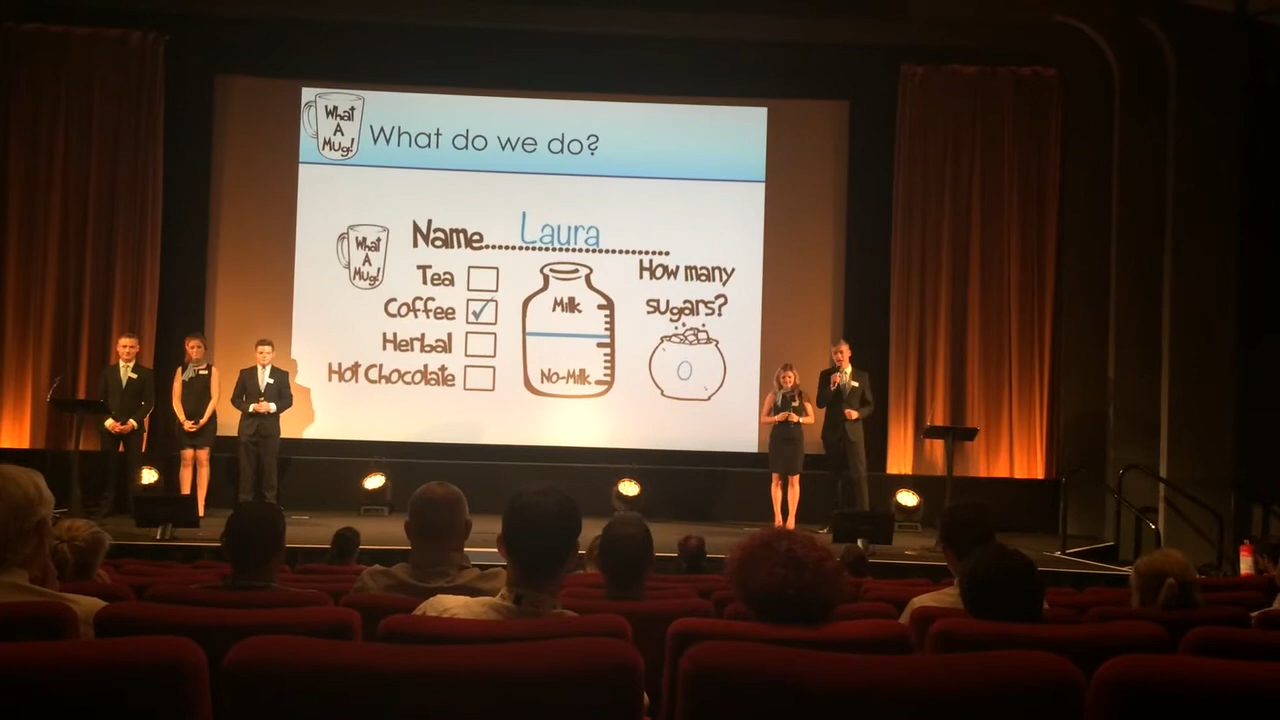 What
A
Mug!
What do we do?
What
A
Mug!
Name Laura
Tea
Coffee ✓
Herbal
Hot Chocolate
Milk
No-Milk
How many
sugars?
0